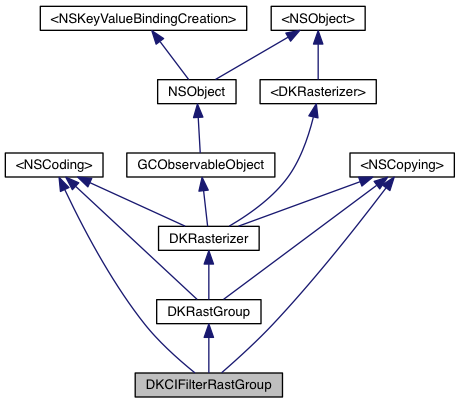 <NSKeyValueBindingCreation>
<NSObject>
NSObject
<DKRasterizer>
<NSCoding>
GCObservableObject
<NSCopying>
DKRasterizer
DKRastGroup
DKCIFilterRastGroup